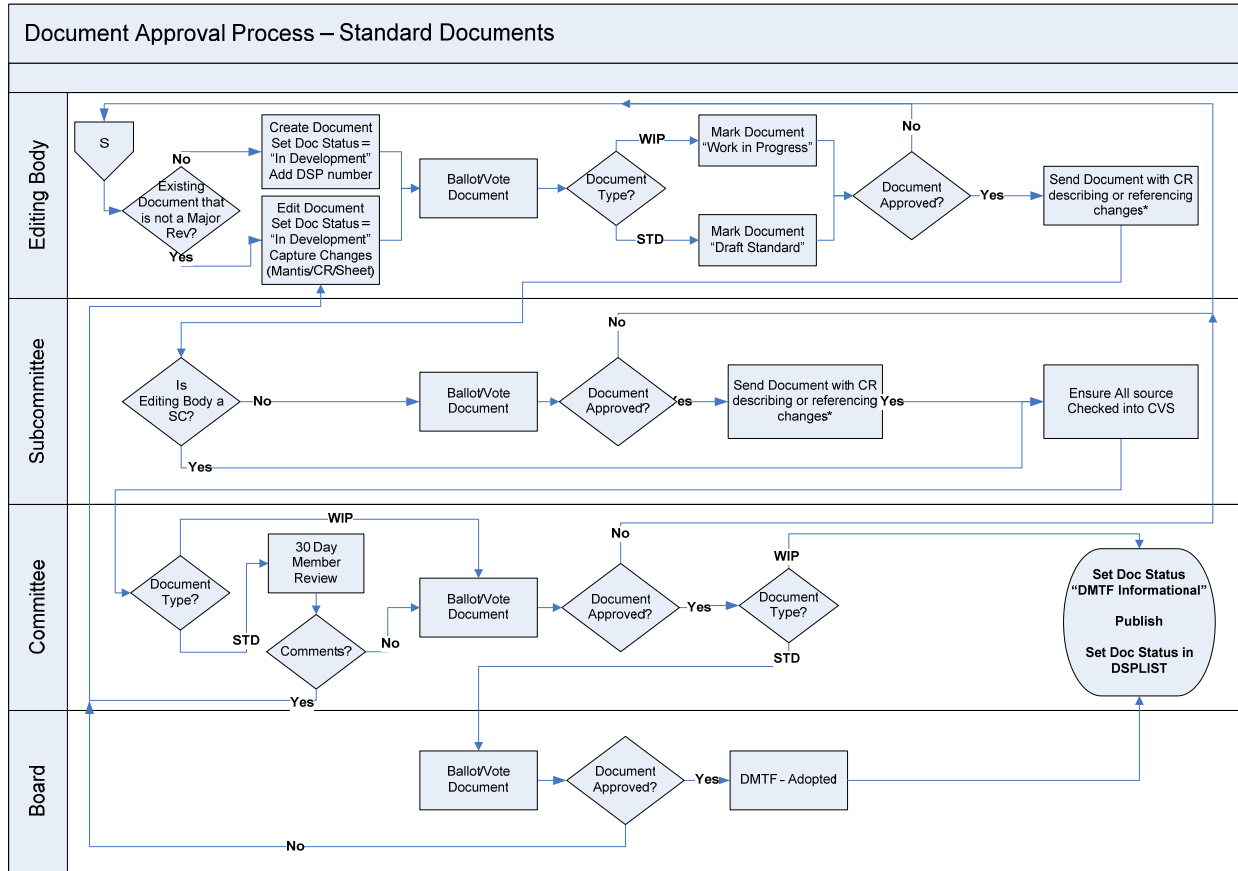 Document Approval Process – Standard Documents
Editing Body
S
No
Existing
Document that
is not a Major
Rev?
Yes
Create Document
Set Doc Status =
“In Development”
Add DSP number
Edit Document
Set Doc Status =
“In Development”
Capture Changes
(Mantis/CR/Sheet)
Ballot/Vote
Document
Document
Type?
WIP
STD
Mark Document
“Work in Progress”
Mark Document
“Draft Standard”
No
Document
Approved?
Yes
Send Document with CR
describing or referencing
changes*
Subcommittee
Is
Editing Body a
SC?
No
Yes
Ballot/Vote
Document
No
Document
Approved?
Yes
Send Document with CR
describing or referencing
changes*
Yes
Ensure All source
Checked into CVS
Committee
Document
Type?
WIP
STD
30 Day
Member
Review
Comments?
No
Yes
Ballot/Vote
Document
No
Document
Approved?
Yes
WIP
Document
Type?
STD
Set Doc Status
“DMTF Informational”
Publish
Set Doc Status in
DSPLIST
Board
Ballot/Vote
Document
Document
Approved?
Yes
No
DMTF - Adopted